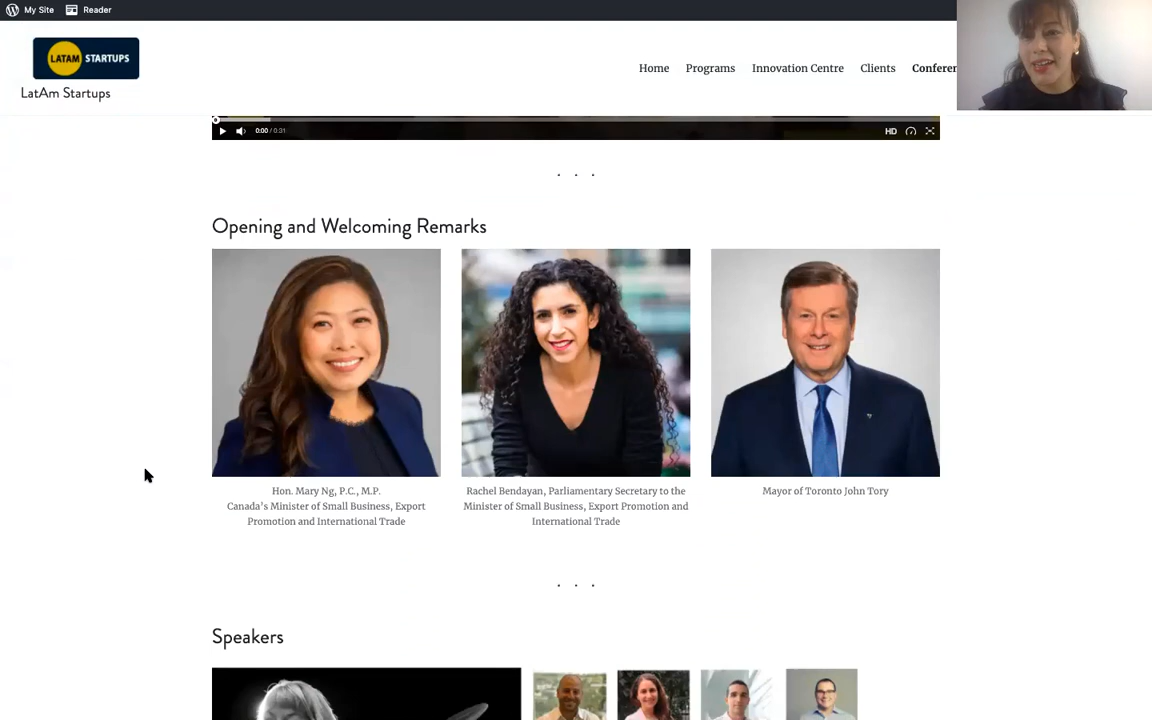 My Site Reader
LATAM STARTUPS
LatAm Startups
Home Programs Innovation Centre Clients Conferen
0:00 / 0:31 HD
Opening and Welcoming Remarks
Hon. Mary Ng, P.C., M.P.
Canada's Minister of Small Business, Export
Promotion and International Trade
Rachel Bendayan, Parliamentary Secretary to the
Minister of Small Business, Export Promotion and
International Trade
Mayor of Toronto John Tory
Speakers